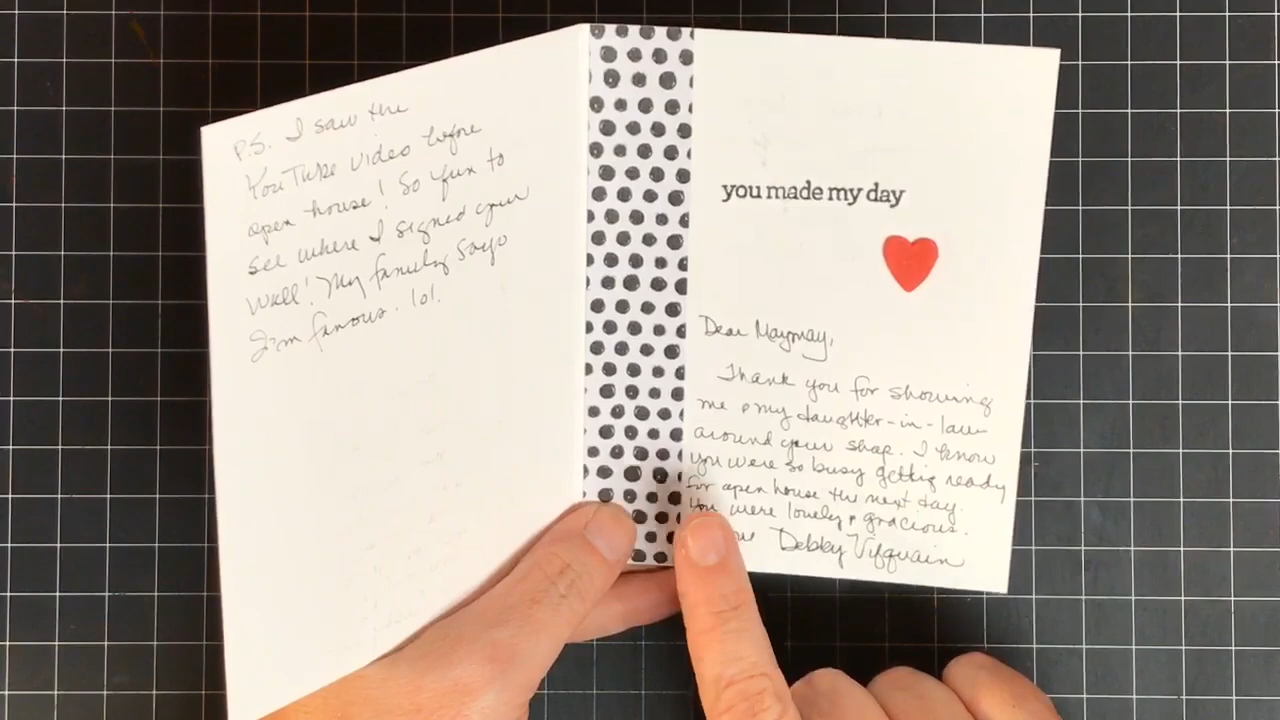 P.S. I saw the
YouTube video before
open house! So fun to
see where I signed your
wall! My family says
I'm famous. lol.
you made my day
Dear Maymay,
Thank you for showing
me & my daughter-in-law
around your shop. I know
you were so busy getting ready
for open house the next day.
You were lovely & gracious.
Debby Vifquain